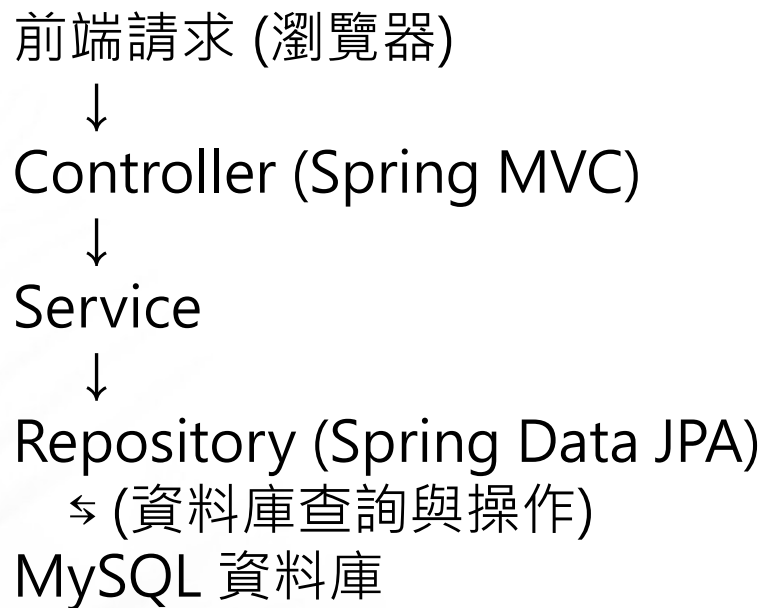 前端請求 (瀏覽器)
↓
Controller (Spring MVC)
↓
Service
↓
Repository (Spring Data JPA)
⇆ (資料庫查詢與操作)
MySQL 資料庫